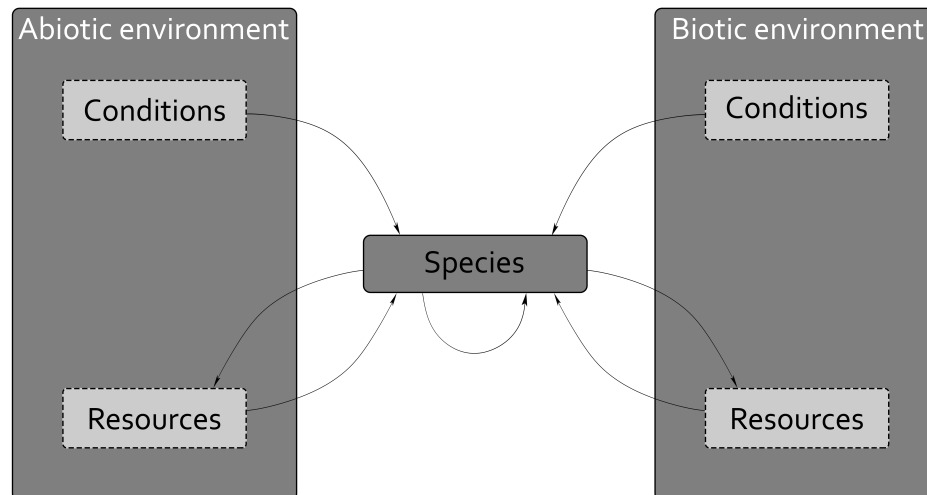 Abiotic environment
Conditions
Resources
Species
Biotic environment
Conditions
Resources